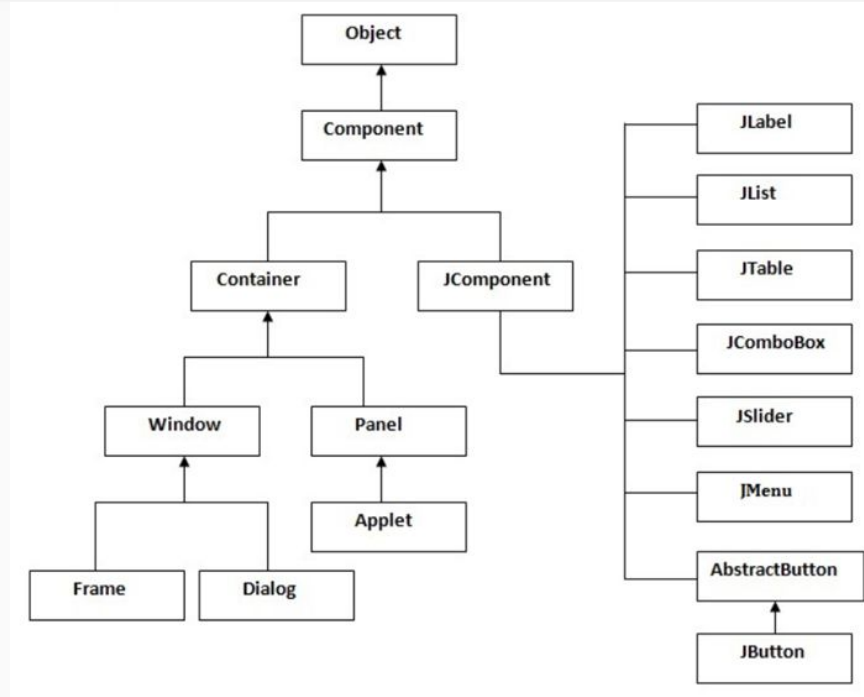 Object
Component
Container
JComponent
Window
Panel
Applet
Frame
Dialog
JLabel
JList
JTable
JComboBox
JSlider
JMenu
AbstractButton
JButton